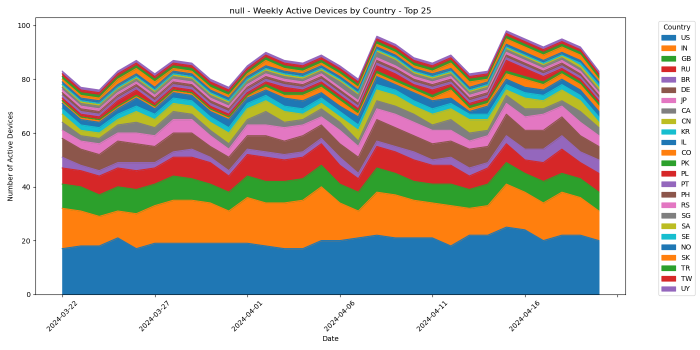 null - Weekly Active Devices by Country - Top 25
Number of Active Devices
100
80
60
40
20
0
2024-03-22
2024-03-27
2024-04-01
2024-04-06
2024-04-11
2024-04-16
Date
Country
US
IN
GB
RU
BR
DE
JP
CA
CN
KR
IL
CO
PK
PL
PT
PH
RS
SG
SA
SE
NO
SK
TR
TW
UY